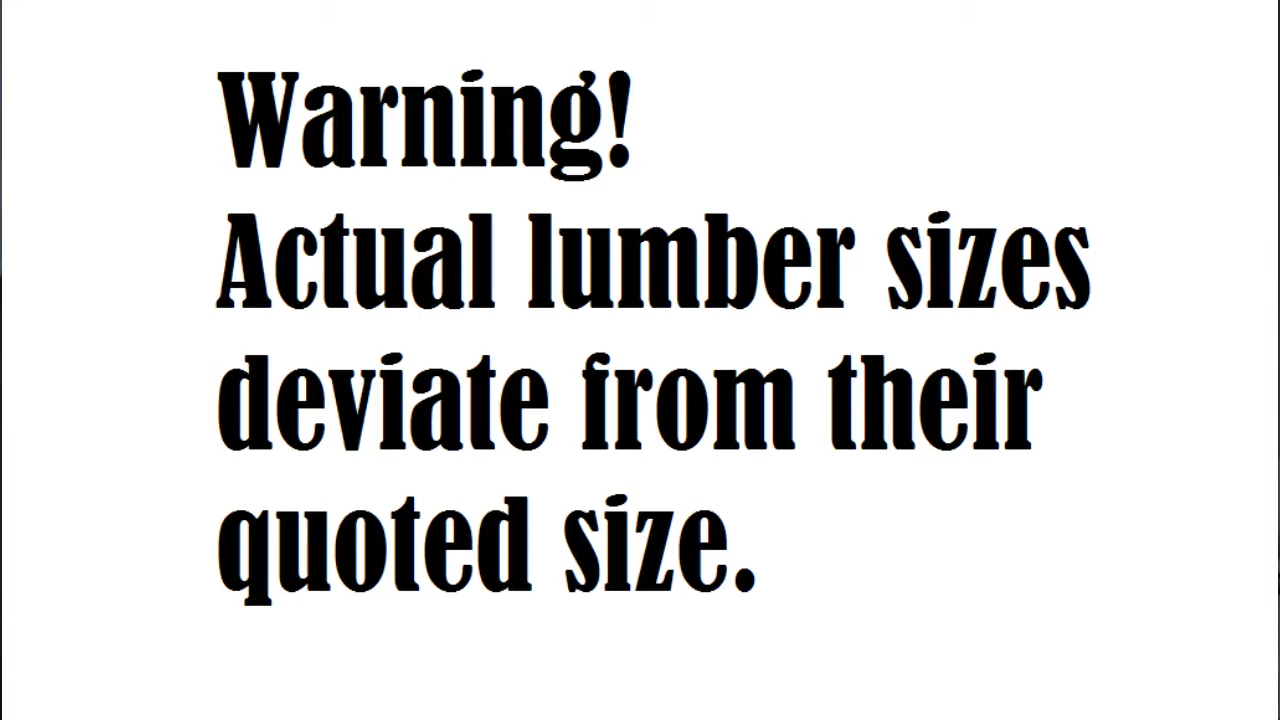 Warning!
Actual lumber sizes
deviate from their
quoted size.